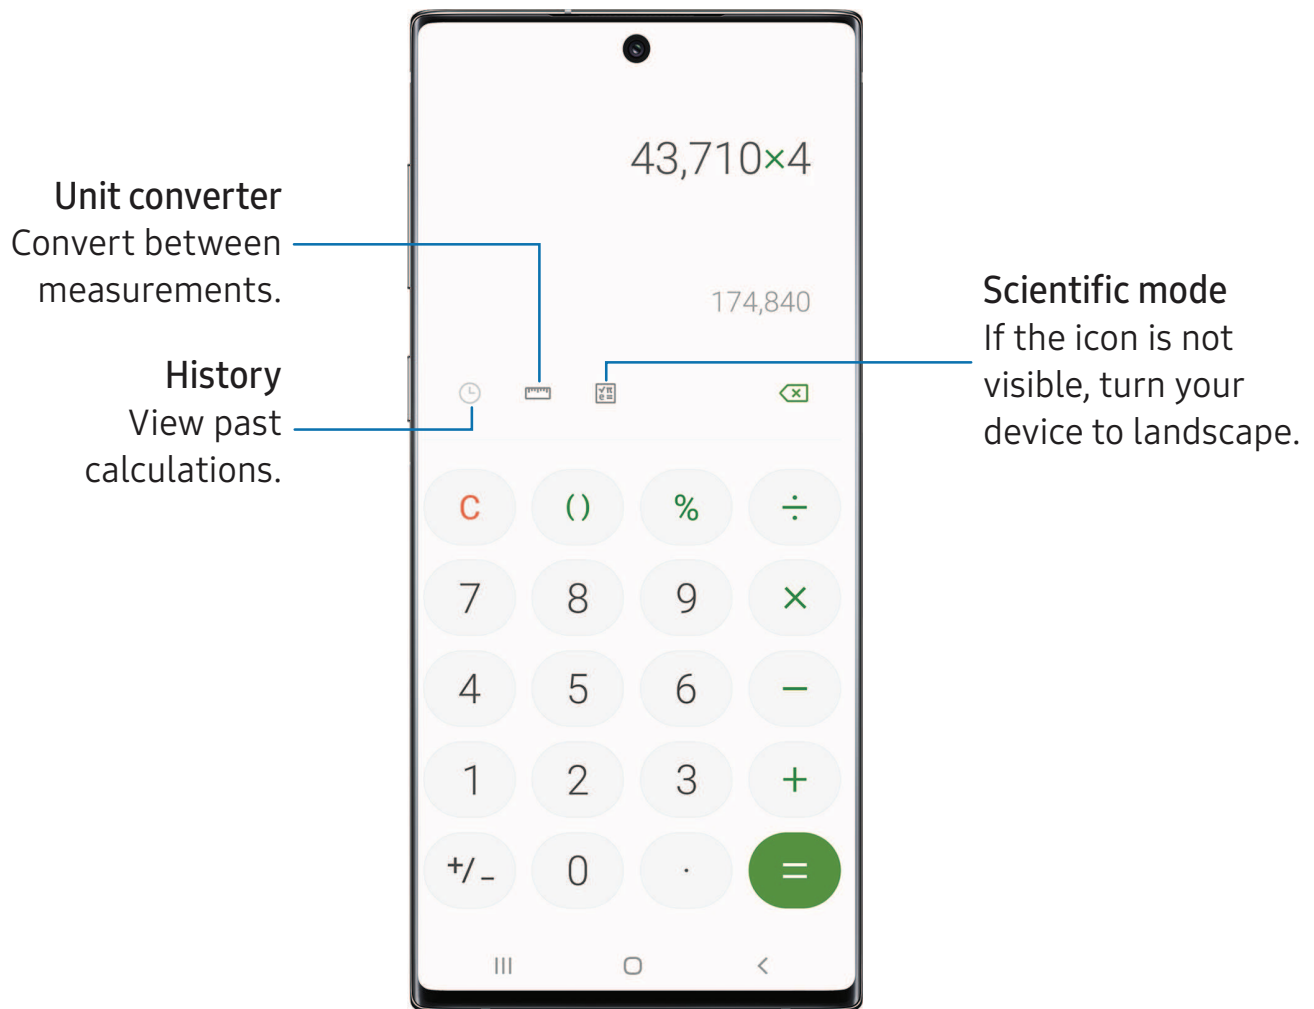 43,710×4
174,840
Unit converter
Convert between
measurements.
History
View past
calculations.
Scientific mode
If the icon is not
visible, turn your
device to landscape.
√π
e =
C
( )
%
÷
7
8
9
×
4
5
6
−
1
2
3
+
+/−
0
.
=